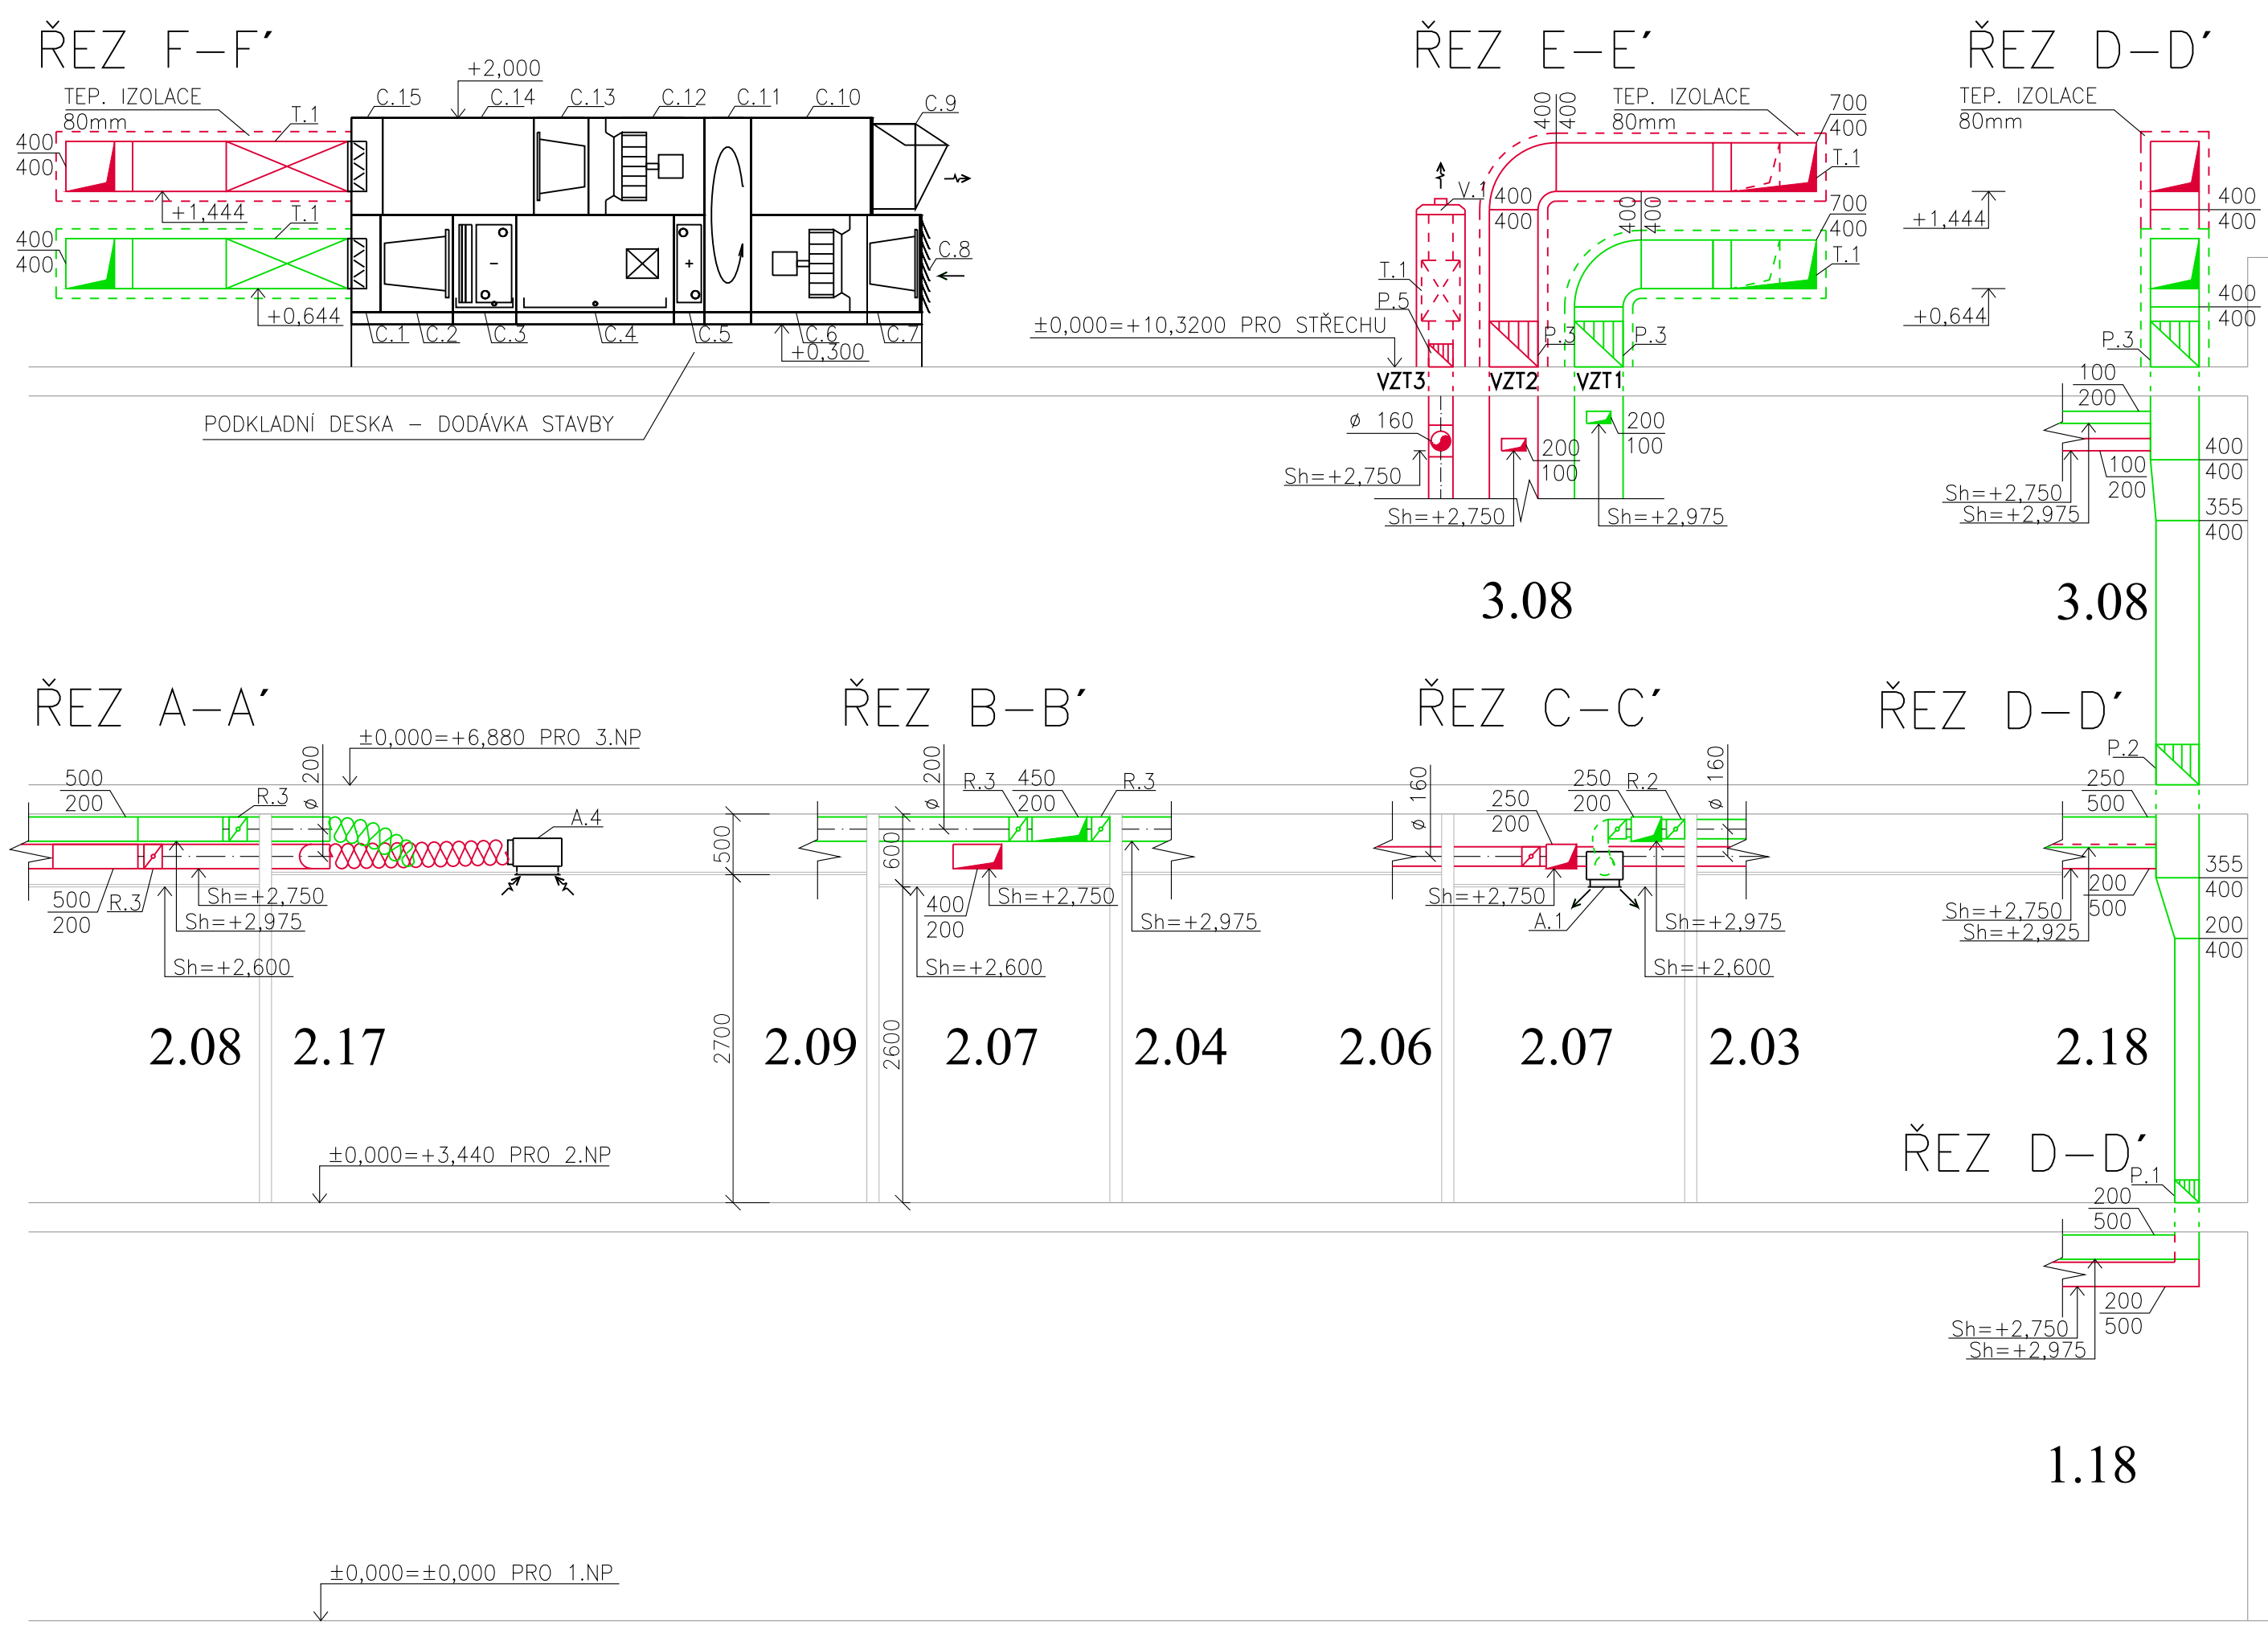 ŘEZ F–F´
TEP. IZOLACE
80mm
T.1
400
400
+1,444
T.1
400
400
+0,644
C.15
+2,000
C.14
C.13
C.12
C.11
C.10
C.9
C.8
C.1
C.2
C.3
C.4
C.5
C.6
C.7
+0,300
PODKLADNÍ DESKA – DODÁVKA STAVBY
ŘEZ E–E´
TEP. IZOLACE
80mm
400
400
700
400
T.1
V.1
400
400
400
400
700
400
T.1
T.1
P.5
P.3
P.3
±0,000=+10,3200 PRO STŘECHU
VZT3
VZT2
VZT1
ø 160
Sh=+2,750
200
100
Sh=+2,750
200
100
Sh=+2,975
3.08
ŘEZ D–D´
TEP. IZOLACE
80mm
+1,444
400
400
+0,644
400
400
P.3
100
200
100
200
Sh=+2,750
Sh=+2,975
400
400
355
400
3.08
ŘEZ A–A´
±0,000=+6,880 PRO 3.NP
500
200
R.3
ø 200
A.4
500
200
R.3
Sh=+2,750
Sh=+2,975
Sh=+2,600
2.08
2.17
500
2700
±0,000=+3,440 PRO 2.NP
ŘEZ B–B´
ø 200
R.3
450
200
R.3
600
400
200
Sh=+2,750
Sh=+2,975
Sh=+2,600
2600
2.09
2.07
2.04
ŘEZ C–C´
ø 160
250
200
250
200
R.2
ø 160
Sh=+2,750
A.1
Sh=+2,975
Sh=+2,600
2.06
2.07
2.03
ŘEZ D–D´
P.2
250
500
200
500
Sh=+2,750
Sh=+2,925
355
400
200
400
2.18
ŘEZ D–D´
P.1
200
500
200
500
Sh=+2,750
Sh=+2,975
1.18
±0,000=±0,000 PRO 1.NP